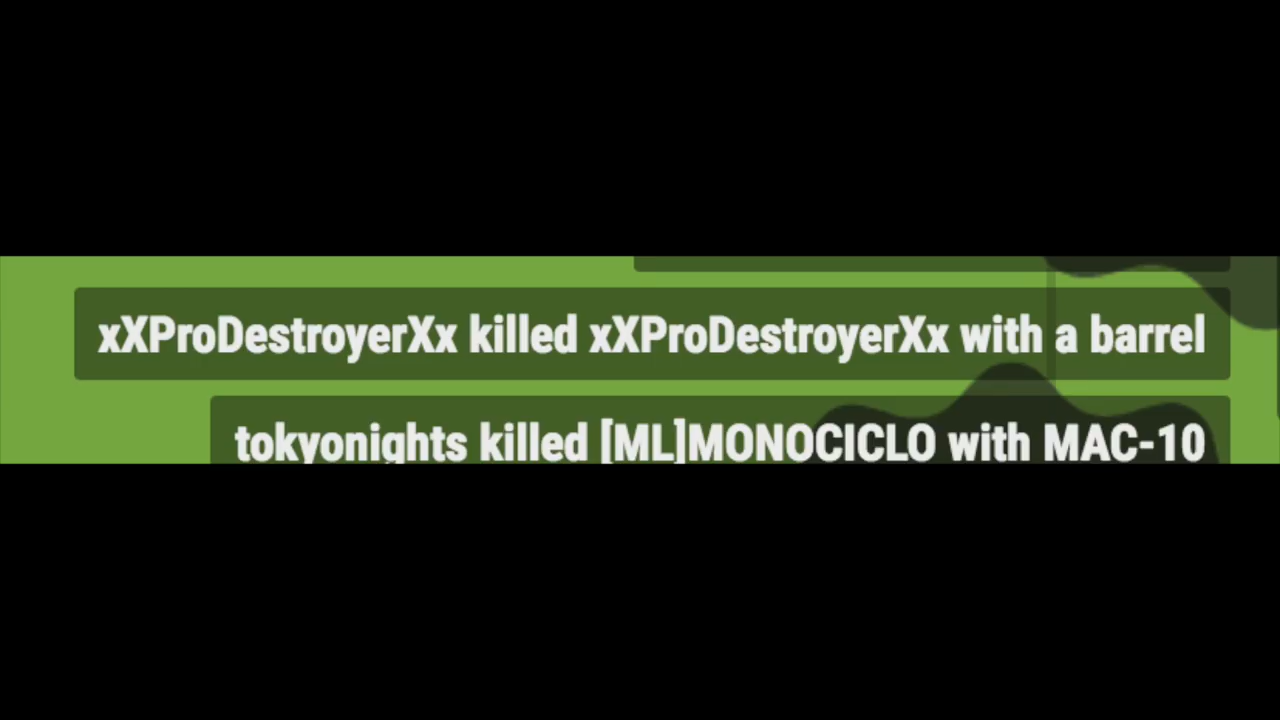 xXProDestroyerXx killed xXProDestroyerXx with a barrel
tokyonights killed [ML]MONOCICLO with MAC-10